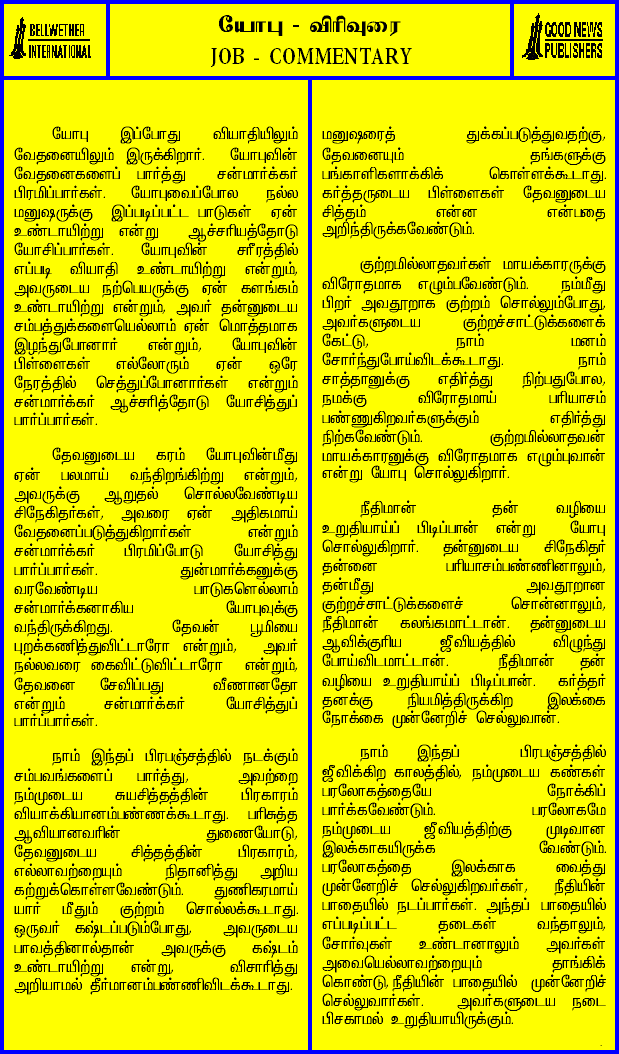 BELLWETHER
INTERNATIONAL
யோபு - விரிவுரை
JOB - COMMENTARY
GOOD NEWS
PUBLISHERS
யோபு இப்போது வியாதியிலும்
வேதனையிலும் இருக்கிறார். யோபுவின்
வேதனைகளைப் பார்த்து சன்மார்க்கர்
பிரமிப்பார்கள். யோபுவைப்போல நல்ல
மனுஷருக்கு இப்படிப்பட்ட பாடுகள் ஏன்
உண்டாயிற்று என்று ஆச்சரியத்தோடு
யோசிப்பார்கள். யோபுவின் சரீரத்தில்
எப்படி வியாதி உண்டாயிற்று என்றும்,
அவருடைய நற்பெயருக்கு ஏன் களங்கம்
உண்டாயிற்று என்றும், அவர் தன்னுடைய
சம்பத்துக்களையெல்லாம் ஏன் மொத்தமாக
இழந்துபோனார் என்றும், யோபுவின்
பிள்ளைகள் எல்லோரும் ஏன் ஒரே
நேரத்தில் செத்துப்போனார்கள் என்றும்
சன்மார்க்கர் ஆச்சரித்தோடு யோசித்துப்
பார்ப்பார்கள்.
தேவனுடைய கரம் யோபுவின்மீது
ஏன் பலமாய் வந்திறங்கிற்று என்றும்,
அவருக்கு ஆறுதல் சொல்லவேண்டிய
சிநேகிதர்கள், அவரை ஏன் அதிகமாய்
வேதனைப்படுத்துகிறார்கள் என்றும்
சன்மார்க்கர் பிரமிப்போடு யோசித்து
பார்ப்பார்கள். துன்மார்க்கனுக்கு
வரவேண்டிய பாடுகளெல்லாம்
சன்மார்க்கனாகிய யோபுவுக்கு
வந்திருக்கிறது. தேவன் பூமியை
புறக்கணித்துவிட்டாரோ என்றும், அவர்
நல்லவரை கைவிட்டுவிட்டாரோ என்றும்,
தேவனை சேவிப்பது வீணானதோ
என்றும் சன்மார்க்கர் யோசித்துப்
பார்ப்பார்கள்.
நாம் இந்தப் பிரபஞ்சத்தில் நடக்கும்
சம்பவங்களைப் பார்த்து, அவற்றை
நம்முடைய சுயசித்தத்தின் பிரகாரம்
வியாக்கியானம்பண்ணக்கூடாது. பரிசுத்த
ஆவியானவரின் துணையோடு,
தேவனுடைய சித்தத்தின் பிரகாரம்,
எல்லாவற்றையும் நிதானித்து அறிய
கற்றுக்கொள்ளவேண்டும். துணிகரமாய்
யார் மீதும் குற்றம் சொல்லக்கூடாது.
ஒருவர் கஷ்டப்படும்போது, அவருடைய
பாவத்தினால்தான் அவருக்கு கஷ்டம்
உண்டாயிற்று என்று, விசாரித்து
அறியாமல் தீர்மானம்பண்ணிவிடக்கூடாது.
மனுஷரைத் துக்கப்படுத்துவதற்கு,
தேவனையும் தங்களுக்கு
பங்காளிகளாக்கிக் கொள்ளக்கூடாது.
கர்த்தருடைய பிள்ளைகள் தேவனுடைய
சித்தம் என்ன என்பதை
அறிந்திருக்கவேண்டும்.
குற்றமில்லாதவர்கள் மாயக்காரருக்கு
விரோதமாக எழும்பவேண்டும். நம்மீது
பிறர் அவதூறாக குற்றம் சொல்லும்போது,
அவர்களுடைய குற்றச்சாட்டுக்களைக்
கேட்டு, நாம் மனம்
சோர்ந்துபோய்விடக்கூடாது. நாம்
சாத்தானுக்கு எதிர்த்து நிற்பதுபோல,
நமக்கு விரோதமாய் பரியாசம்
பண்ணுகிறவர்களுக்கும் எதிர்த்து
நிற்கவேண்டும். குற்றமில்லாதவன்
மாயக்காரனுக்கு விரோதமாக எழும்புவான்
என்று யோபு சொல்லுகிறார்.
நீதிமான் தன் வழியை
உறுதியாய்ப் பிடிப்பான் என்று யோபு
சொல்லுகிறார். தன்னுடைய சிநேகிதர்
தன்னை பரியாசம்பண்ணினாலும்,
தன்மீது அவதூறான
குற்றச்சாட்டுக்களைச் சொன்னாலும்,
நீதிமான் கலங்கமாட்டான். தன்னுடைய
ஆவிக்குரிய ஜீவியத்தில் விழுந்து
போய்விடமாட்டான். நீதிமான் தன்
வழியை உறுதியாய்ப் பிடிப்பான். கர்த்தர்
தனக்கு நியமித்திருக்கிற இலக்கை
நோக்கி முன்னேறிச் செல்லுவான்.
நாம் இந்தப் பிரபஞ்சத்தில்
ஜீவிக்கிற காலத்தில், நம்முடைய கண்கள்
பரலோகத்தையே நோக்கிப்
பார்க்கவேண்டும். பரலோகமே
நம்முடைய ஜீவியத்திற்கு முடிவான
இலக்காகயிருக்க வேண்டும்.
பரலோகத்தை இலக்காக வைத்து
முன்னேறிச் செல்லுகிறவர்கள், நீதியின்
பாதையில் நடப்பார்கள். அந்தப் பாதையில்
எப்படிப்பட்ட தடைகள் வந்தாலும்,
சோர்வுகள் உண்டானாலும் அவர்கள்
அவையெல்லாவற்றையும் தாங்கிக்
கொண்டு, நீதியின் பாதையில் முன்னேறிச்
செல்லுவார்கள். அவர்களுடைய நடை
பிசகாமல் உறுதியாயிருக்கும்.